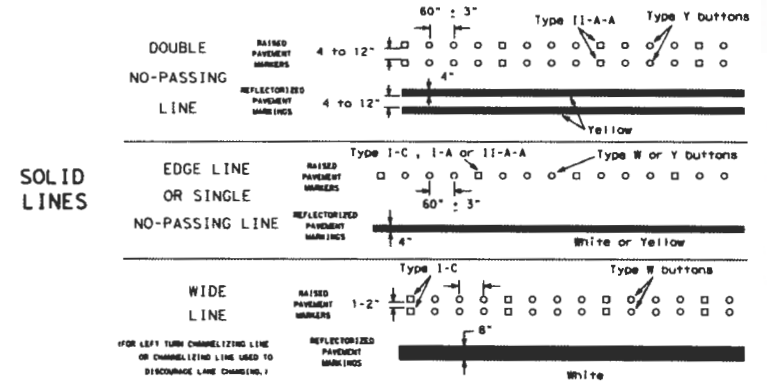 60" ± 3"
Type II-A-A
Type Y buttons
DOUBLE
NO-PASSING
LINE
RAISED
PAVEMENT
MARKERS
4 to 12"
4"
REFLECTORIZED
PAVEMENT
MARKINGS
4 to 12"
Yellow
SOLID
LINES
EDGE LINE
OR SINGLE
NO-PASSING LINE
Type I-C , I-A or II-A-A
Type W or Y buttons
RAISED
PAVEMENT
MARKERS
60" ± 3"
REFLECTORIZED
PAVEMENT
MARKINGS
4"
White or Yellow
WIDE
LINE
(FOR LEFT TURN CHANNELIZING LINE
OR CHANNELIZING LINE USED TO
DISCOURAGE LANE CHANGING.)
Type I-C
Type W buttons
RAISED
PAVEMENT
MARKERS
1-2"
REFLECTORIZED
PAVEMENT
MARKINGS
8"
White